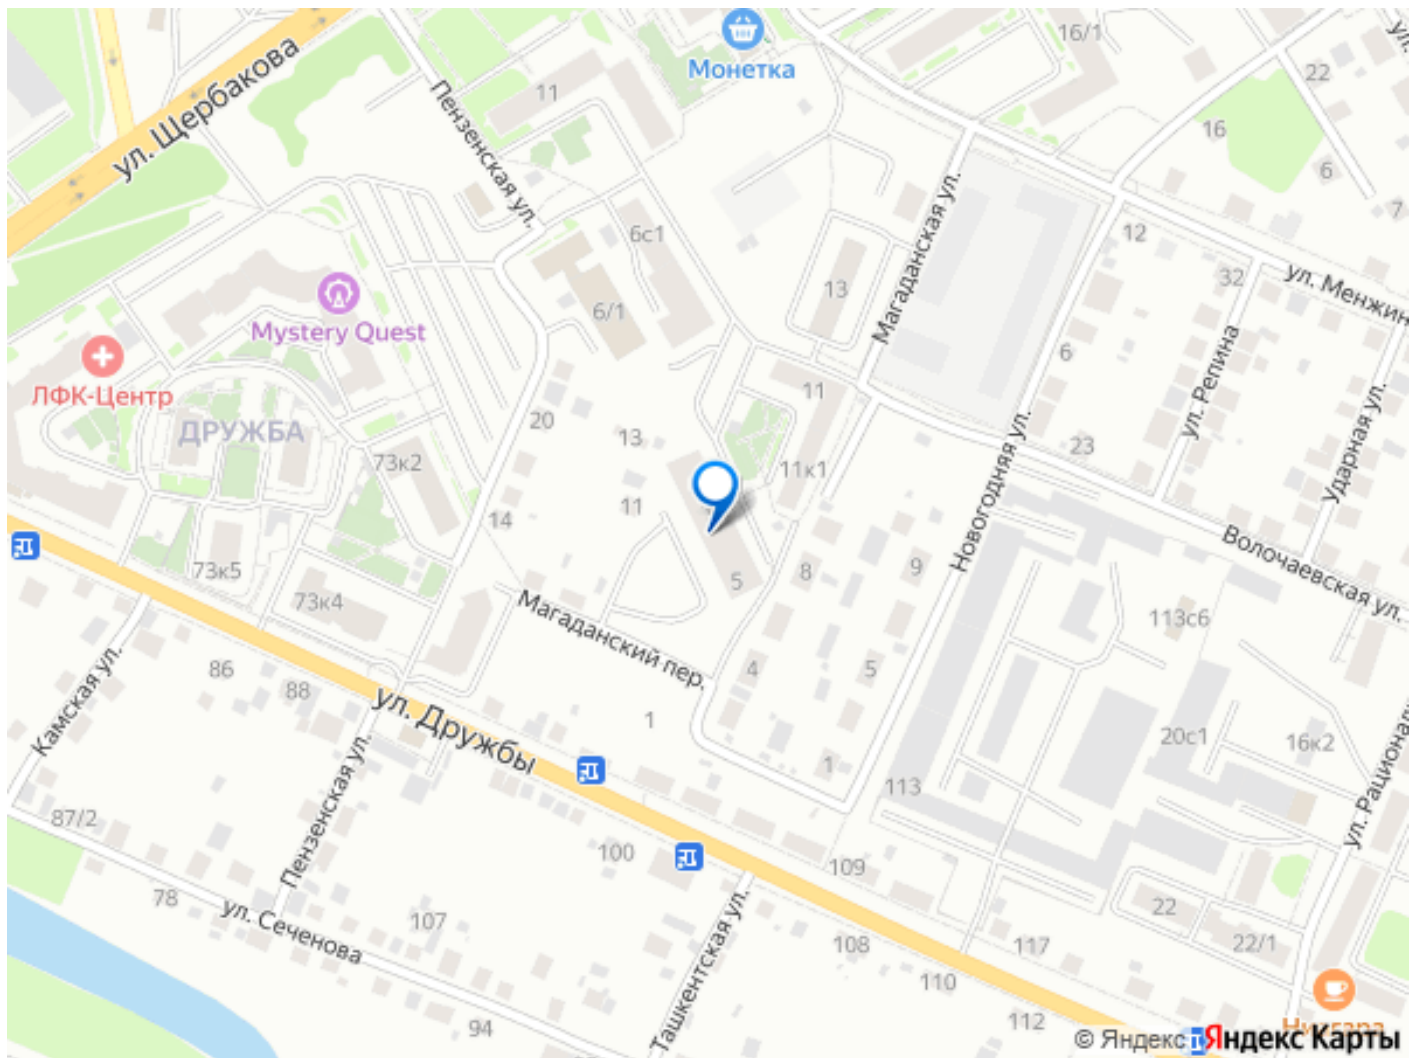 16/1
Монетка
ул. Щербакова
22
11
Пензенская ул.
16
6
7
Магаданская ул.
6с1
12
ул. Менжин
32
13
Mystery Quest
6/1
6
ул. Репина
ЛФК-Центр
11
Ударная ул.
20
ДРУЖБА
13
23
73к2
11к1
Новогодняя ул.
11
14
Волочаевская ул.
73к5
5
8
9
73к4
Магаданский пер.
113с6
86
88
4
5
Камская ул.
ул. Дружбы
1
20с1
16к2
1
113
Пензенская ул.
ул. Рационали
87/2
100
109
78
22
ул. Сеченова
107
108
117
22/1
Ташкентская ул.
110
94
112
© Яндекс Яндекс Карты